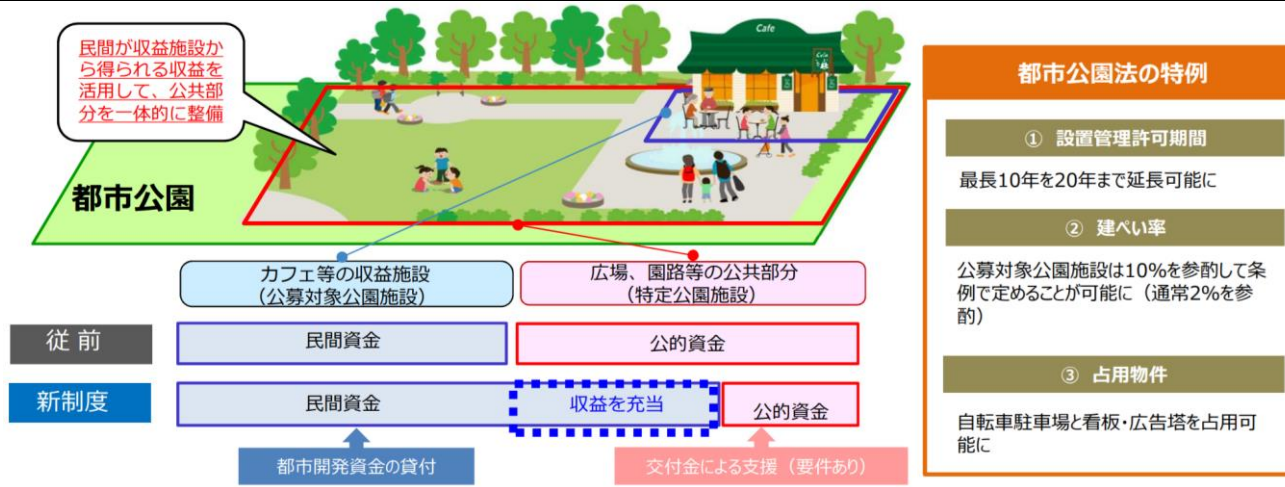 民間が収益施設か
ら得られる収益を
活用して、公共部
分を一体的に整備
Cafe
Cafe
都市公園
カフェ等の収益施設
（公募対象公園施設）
広場、園路等の公共部分
（特定公園施設）
従 前
民間資金
公的資金
新制度
民間資金
収益を充当
公的資金
都市開発資金の貸付
交付金による支援（要件あり）
都市公園法の特例
① 設置管理許可期間
最長10年を20年まで延長可能に
② 建ぺい率
公募対象公園施設は10%を参酌して条
例で定めることが可能に（通常2%を参
酌）
③ 占用物件
自転車駐車場と看板・広告塔を占用可
能に